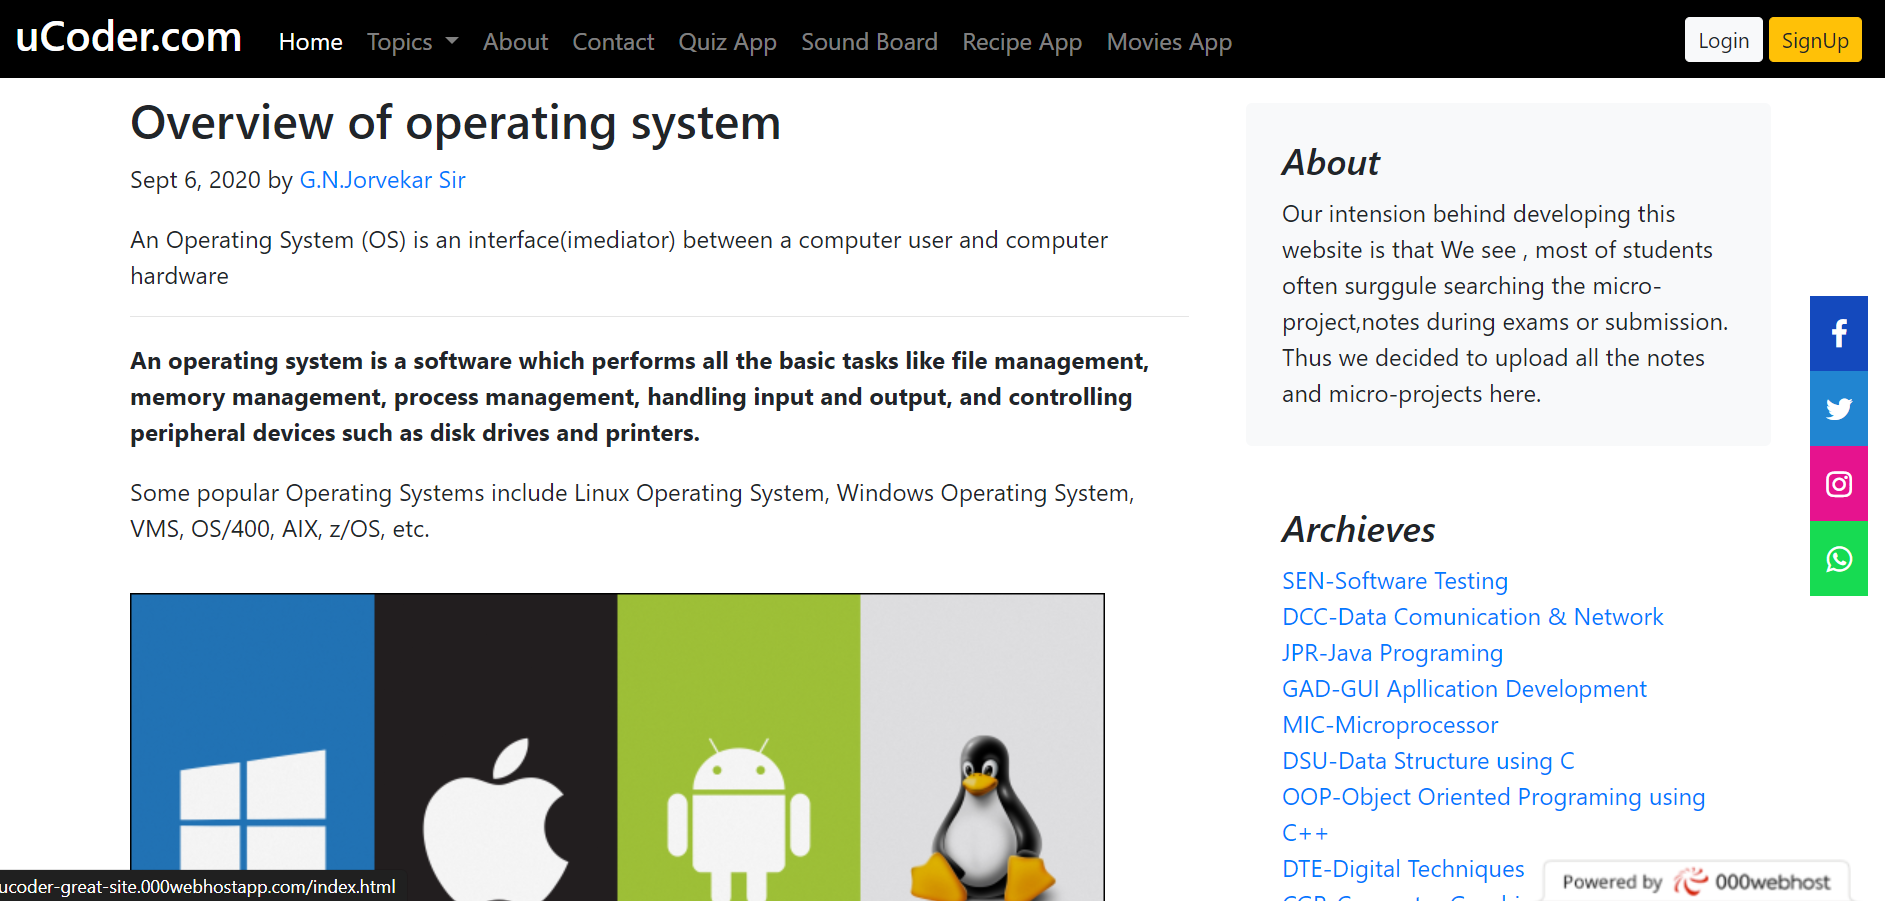 uCoder.com Home Topics About Contact Quiz App Sound Board Recipe App Movies App Login SignUp
Overview of operating system
Sept 6, 2020 by G.N.Jorvekar Sir
An Operating System (OS) is an interface(imediator) between a computer user and computer
hardware
An operating system is a software which performs all the basic tasks like file management,
memory management, process management, handling input and output, and controlling
peripheral devices such as disk drives and printers.
Some popular Operating Systems include Linux Operating System, Windows Operating System,
VMS, OS/400, AIX, z/OS, etc.
About
Our intension behind developing this
website is that We see , most of students
often surggule searching the micro-
project,notes during exams or submission.
Thus we decided to upload all the notes
and micro-projects here.
Archieves
SEN-Software Testing
DCC-Data Comunication & Network
JPR-Java Programing
GAD-GUI Apllication Development
MIC-Microprocessor
DSU-Data Structure using C
OOP-Object Oriented Programing using
C++
DTE-Digital Techniques
ucoder-great-site.000webhostapp.com/index.html
Powered by 000webhost